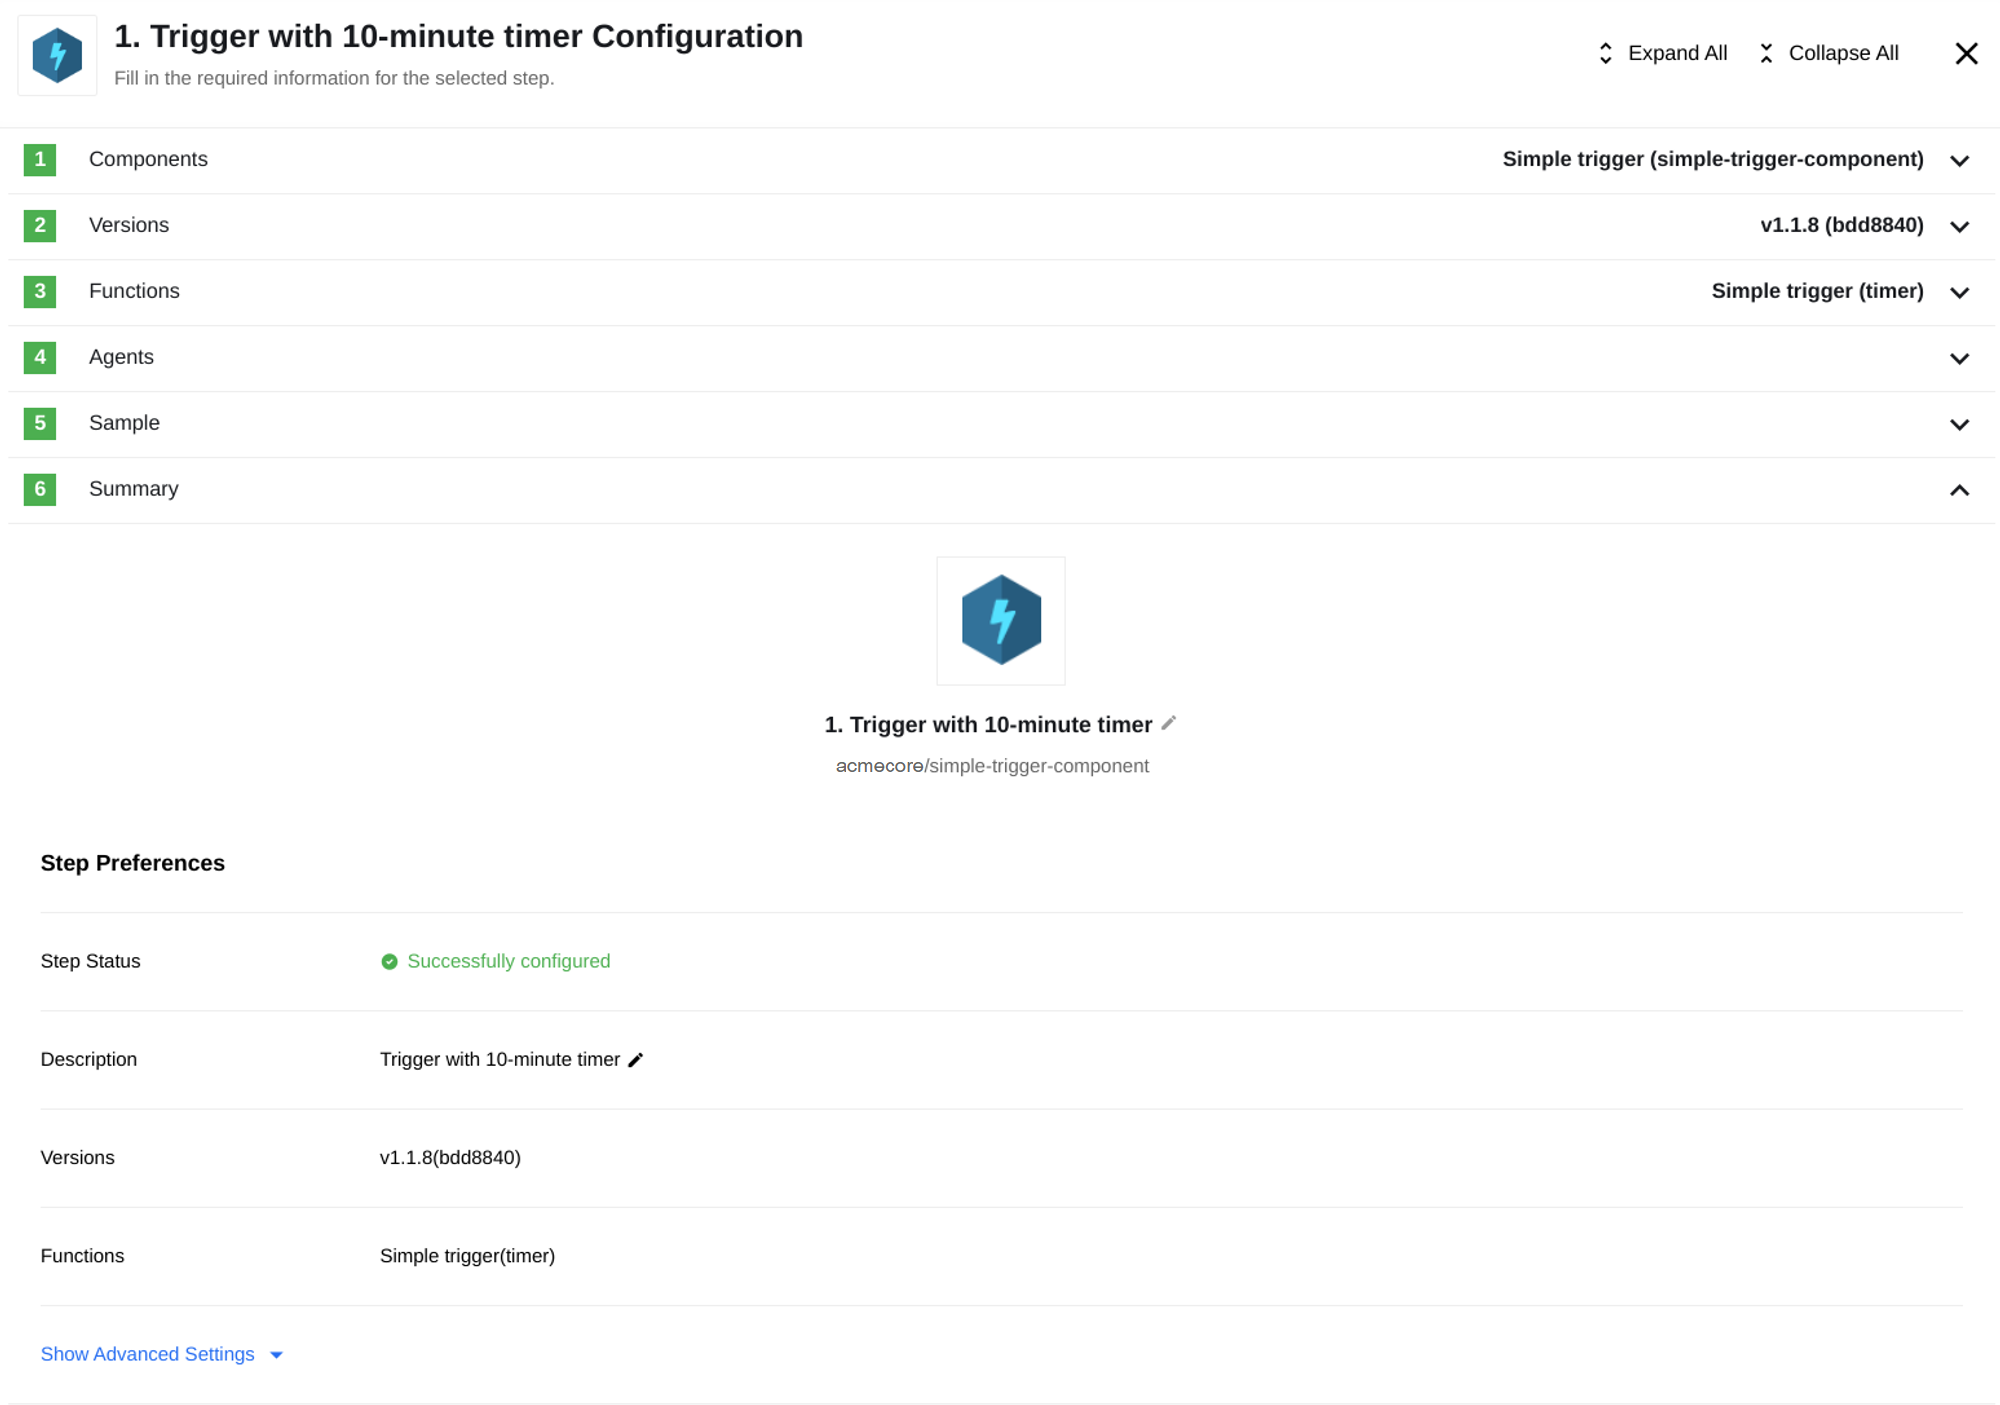 1. Trigger with 10-minute timer Configuration
Fill in the required information for the selected step.
Expand All
Collapse All
1 Components Simple trigger (simple-trigger-component)
2 Versions v1.1.8 (bdd8840)
3 Functions Simple trigger (timer)
4 Agents
5 Sample
6 Summary
1. Trigger with 10-minute timer
acmecore/simple-trigger-component
Step Preferences
Step Status Successfully configured
Description Trigger with 10-minute timer
Versions v1.1.8(bdd8840)
Functions Simple trigger(timer)
Show Advanced Settings